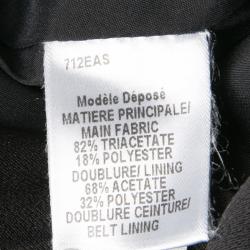 712EAS
Modèle Déposé
MATIERE PRINCIPALE/
MAIN FABRIC
82% TRIACETATE
18% POLYESTER
DOUBLURE/ LINING
68% ACETATE
32% POLYESTER
DOUBLURE CEINTURE/
BELT LINING